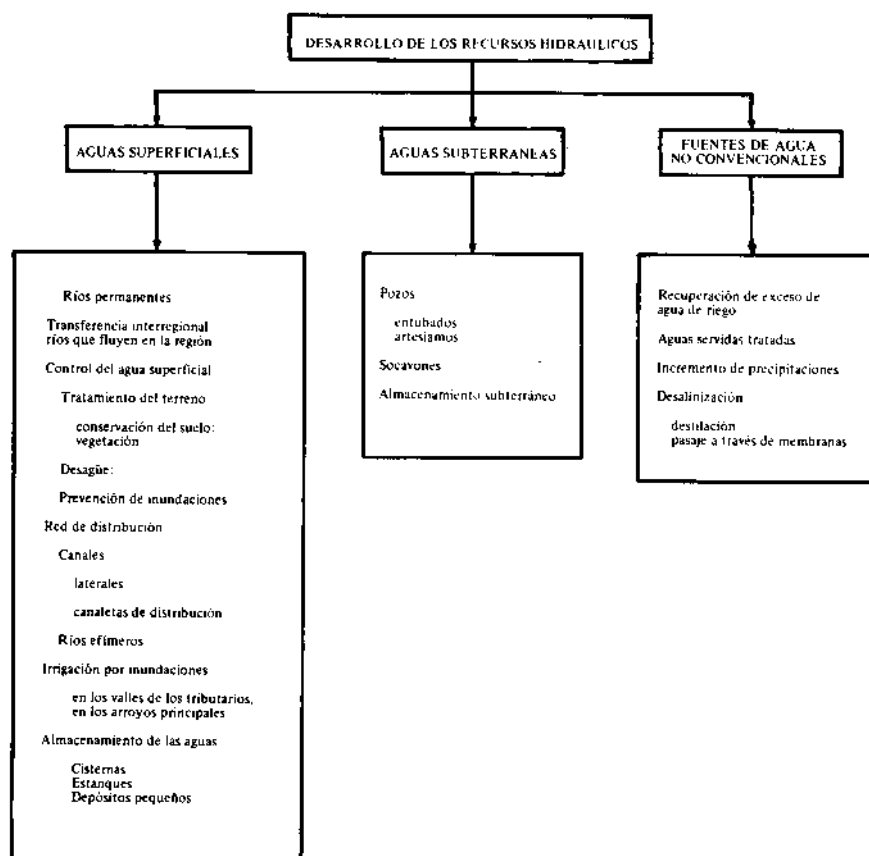 DESARROLLO DE LOS RECURSOS HIDRAULICOS
AGUAS SUPERFICIALES
AGUAS SUBTERRANEAS
FUENTES DE AGUA
NO CONVENCIONALES
Ríos permanentes
Transferencia interregional
ríos que fluyen en la región
Control del agua superficial
Tratamiento del terreno
conservación del suelo:
vegetación
Desagüe:
Prevención de inundaciones
Red de distribución
Canales
laterales
canaletas de distribución
Ríos efímeros
Irrigación por inundaciones
en los valles de los tributarios,
en los arroyos principales
Almacenamiento de las aguas
Cisternas
Estanques
Depósitos pequeños
Pozos
entubados
artesiamos
Socavones
Almacenamiento subterráneo
Recuperación de exceso de
agua de riego
Aguas servidas tratadas
Incremento de precipitaciones
Desalinización
destilación
pasaje a través de membranas